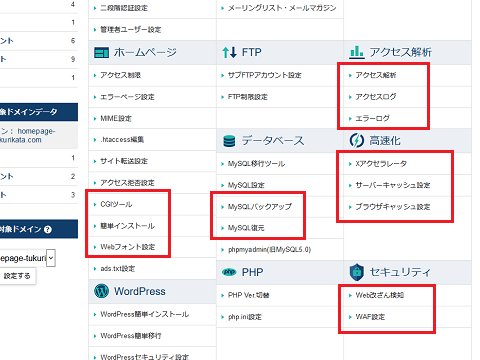 4
1
ント 6
ント 9
1
象ドメインデータ
ン： homepage-
ukurikata.com
1
ント 2
ント 3
対象ドメイン ?
epage-tukuri
設定する
二段階認証設定
管理者ユーザー設定
ホームページ
アクセス制限
エラーページ設定
MIME設定
.htaccess編集
サイト転送設定
アクセス拒否設定
CGIツール
簡単インストール
Webフォント設定
ads.txt設定
WordPress
WordPress簡単インストール
WordPress簡単移行
WordPressセキュリティ設定
メーリングリスト・メールマガジン
FTP
サブFTPアカウント設定
FTP制限設定
データベース
MySQL移行ツール
MySQL設定
MySQLバックアップ
MySQL復元
phpmyadmin(旧MySQL5.0)
PHP
PHP Ver.切替
php.ini設定
アクセス解析
アクセス解析
アクセスログ
エラーログ
高速化
Xアクセラレータ
サーバーキャッシュ設定
ブラウザキャッシュ設定
セキュリティ
Web改ざん検知
WAF設定